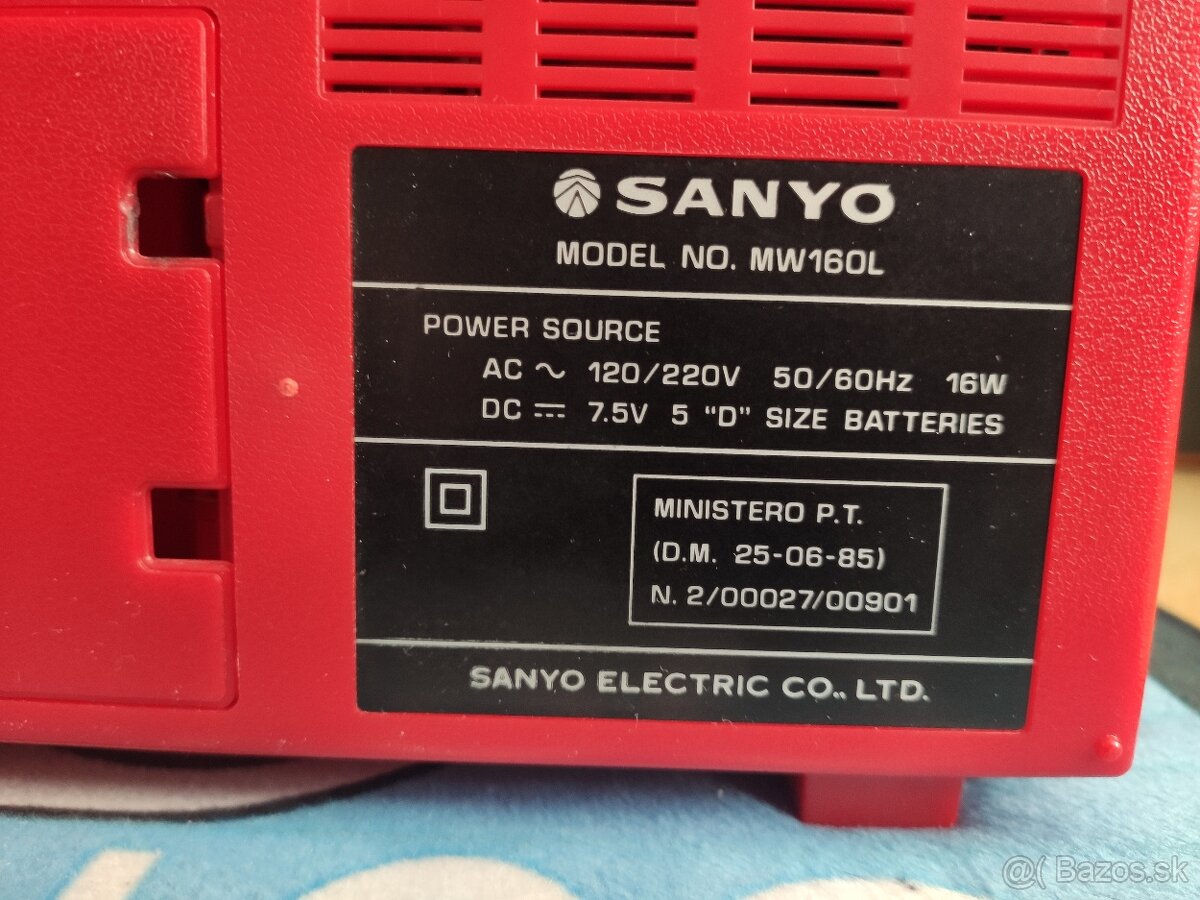 SANYO
MODEL NO. MW160L
POWER SOURCE
AC ~ 120/220V 50/60Hz 16W
DC ⎓ 7.5V 5 "D" SIZE BATTERIES
MINISTERO P.T.
(D.M. 25-06-85)
N. 2/00027/00901
SANYO ELECTRIC CO., LTD.
@( Bazos.sk